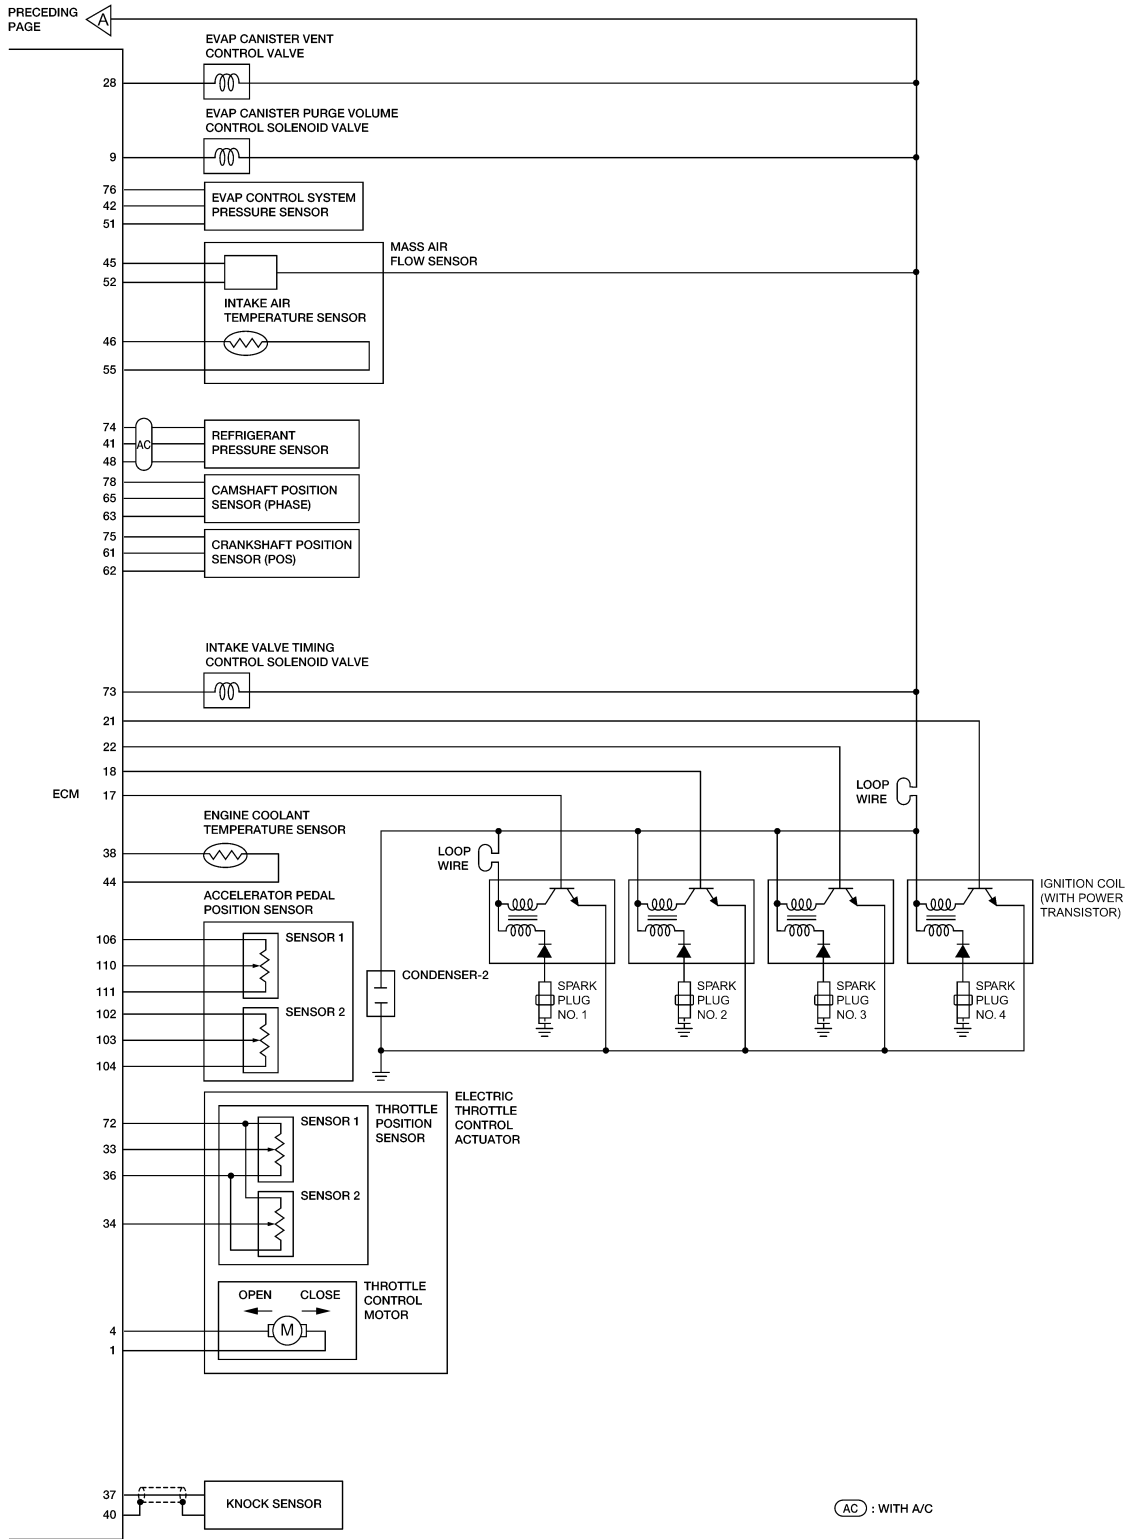 PRECEDING
PAGE
A
EVAP CANISTER VENT
CONTROL VALVE
28
EVAP CANISTER PURGE VOLUME
CONTROL SOLENOID VALVE
9
76
42
51
EVAP CONTROL SYSTEM
PRESSURE SENSOR
MASS AIR
FLOW SENSOR
45
52
INTAKE AIR
TEMPERATURE SENSOR
46
55
74
41
48
AC
REFRIGERANT
PRESSURE SENSOR
78
65
63
CAMSHAFT POSITION
SENSOR (PHASE)
75
61
62
CRANKSHAFT POSITION
SENSOR (POS)
INTAKE VALVE TIMING
CONTROL SOLENOID VALVE
73
21
22
18
ECM 17
LOOP
WIRE
ENGINE COOLANT
TEMPERATURE SENSOR
38
44
LOOP
WIRE
IGNITION COIL
(WITH POWER
TRANSISTOR)
ACCELERATOR PEDAL
POSITION SENSOR
106
110
111
SENSOR 1
102
103
104
SENSOR 2
CONDENSER-2
SPARK
PLUG
NO. 1
SPARK
PLUG
NO. 2
SPARK
PLUG
NO. 3
SPARK
PLUG
NO. 4
ELECTRIC
THROTTLE
CONTROL
ACTUATOR
THROTTLE
POSITION
SENSOR
72
33
36
SENSOR 1
34
SENSOR 2
THROTTLE
CONTROL
MOTOR
OPEN CLOSE
M
4
1
37
40
KNOCK SENSOR
AC : WITH A/C